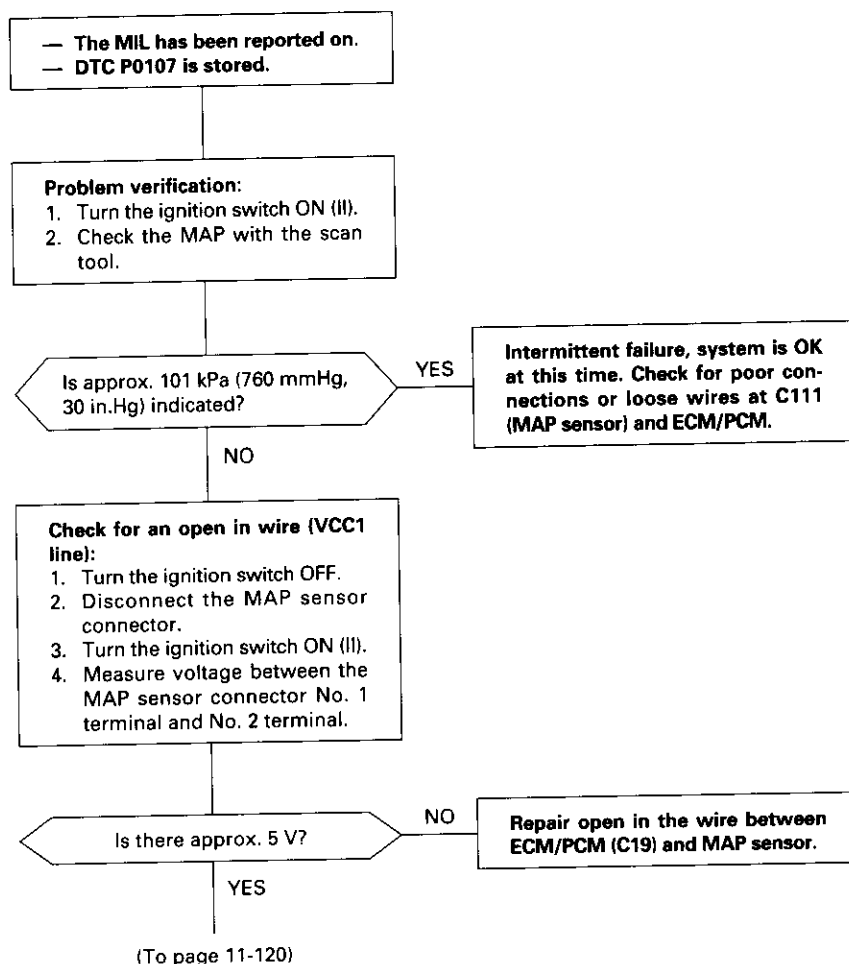 — The MIL has been reported on.
— DTC P0107 is stored.
Problem verification:
1. Turn the ignition switch ON (II).
2. Check the MAP with the scan
tool.
Is approx. 101 kPa (760 mmHg,
30 in.Hg) indicated?
YES
Intermittent failure, system is OK
at this time. Check for poor con-
nections or loose wires at C111
(MAP sensor) and ECM/PCM.
NO
Check for an open in wire (VCC1
line):
1. Turn the ignition switch OFF.
2. Disconnect the MAP sensor
connector.
3. Turn the ignition switch ON (II).
4. Measure voltage between the
MAP sensor connector No. 1
terminal and No. 2 terminal.
Is there approx. 5 V?
NO
Repair open in the wire between
ECM/PCM (C19) and MAP sensor.
YES
(To page 11-120)